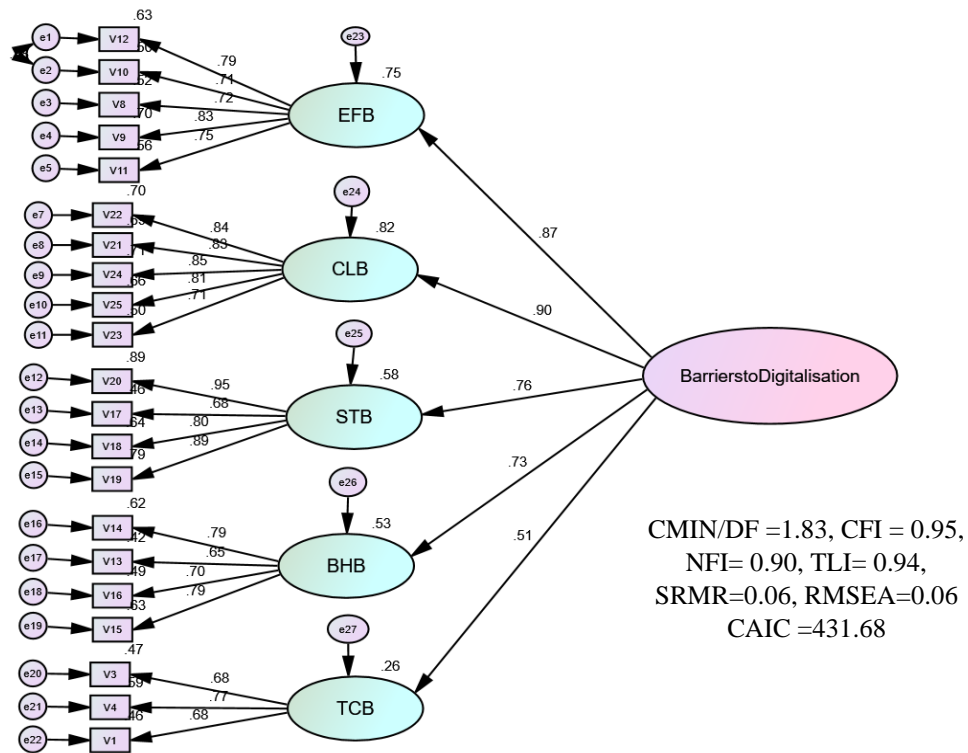 .63
e1
V12
e23
.79
.75
e2
V10
.71
.52
e3
V8
.72
EFB
.70
e4
V9
.83
.56
.75
e5
V11
.70
e24
e7
V22
.84
.82
.87
e8
V21
.83
.71
e9
V24
.85
CLB
.66
e10
V25
.81
.50
.71
.90
e11
V23
.89
e25
e12
V20
.95
.58
.76
BarrierstoDigitalisation
.46
e13
V17
.68
.64
e14
V18
.80
STB
.79
.89
e15
V19
.73
.62
e26
e16
V14
.79
.53
.51
.42
e17
V13
.65
.49
e18
V16
.70
BHB
.63
.79
e19
V15
.47
e27
e20
V3
.68
.26
.59
e21
V4
.77
TCB
.46
.68
e22
V1
CMIN/DF =1.83, CFI = 0.95,
NFI= 0.90, TLI= 0.94,
SRMR=0.06, RMSEA=0.06
CAIC =431.68